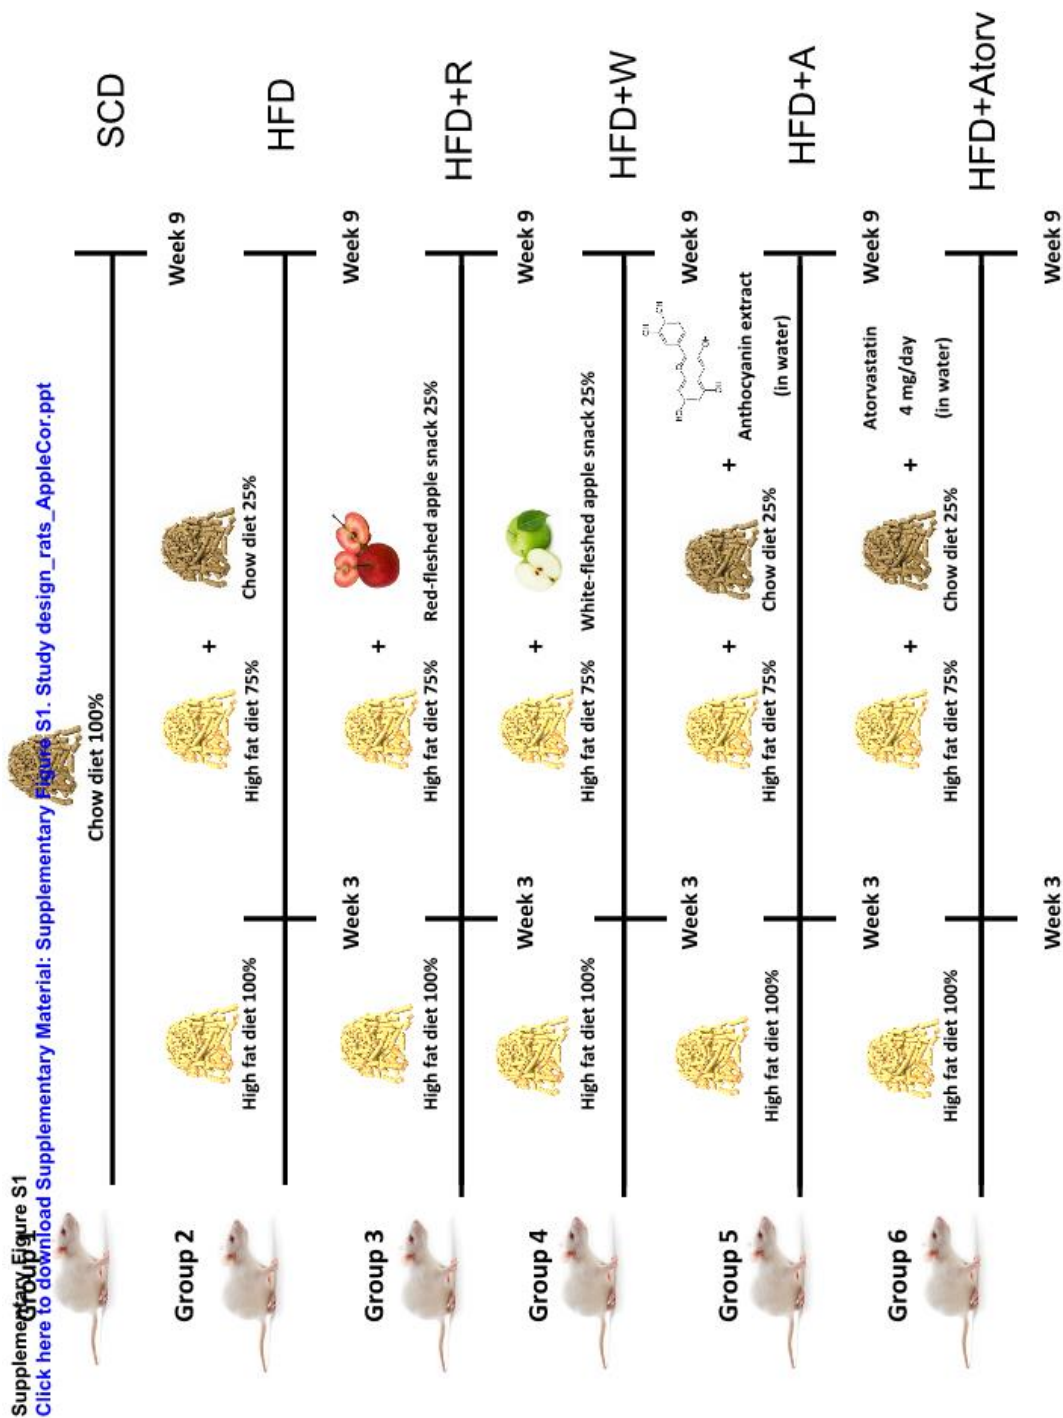 Supplementary Figure S1
Click here to download Supplementary Material: Supplementary Figure S1. Study design_rats_AppleCor.ppt
Group 1
Chow diet 100%
SCD
Week 9
Group 2
High fat diet 100%
High fat diet 75%
+
Chow diet 25%
HFD
Week 3
Week 9
Group 3
High fat diet 100%
High fat diet 75%
+
Red-fleshed apple snack 25%
HFD+R
Week 3
Week 9
Group 4
High fat diet 100%
High fat diet 75%
+
White-fleshed apple snack 25%
HFD+W
Week 3
Week 9
Group 5
High fat diet 100%
High fat diet 75%
+
Chow diet 25%
+
Anthocyanin extract
(in water)
HFD+A
Week 3
Week 9
Group 6
High fat diet 100%
High fat diet 75%
+
Chow diet 25%
+
Atorvastatin
4 mg/day
(in water)
HFD+Atorv
Week 3
Week 9